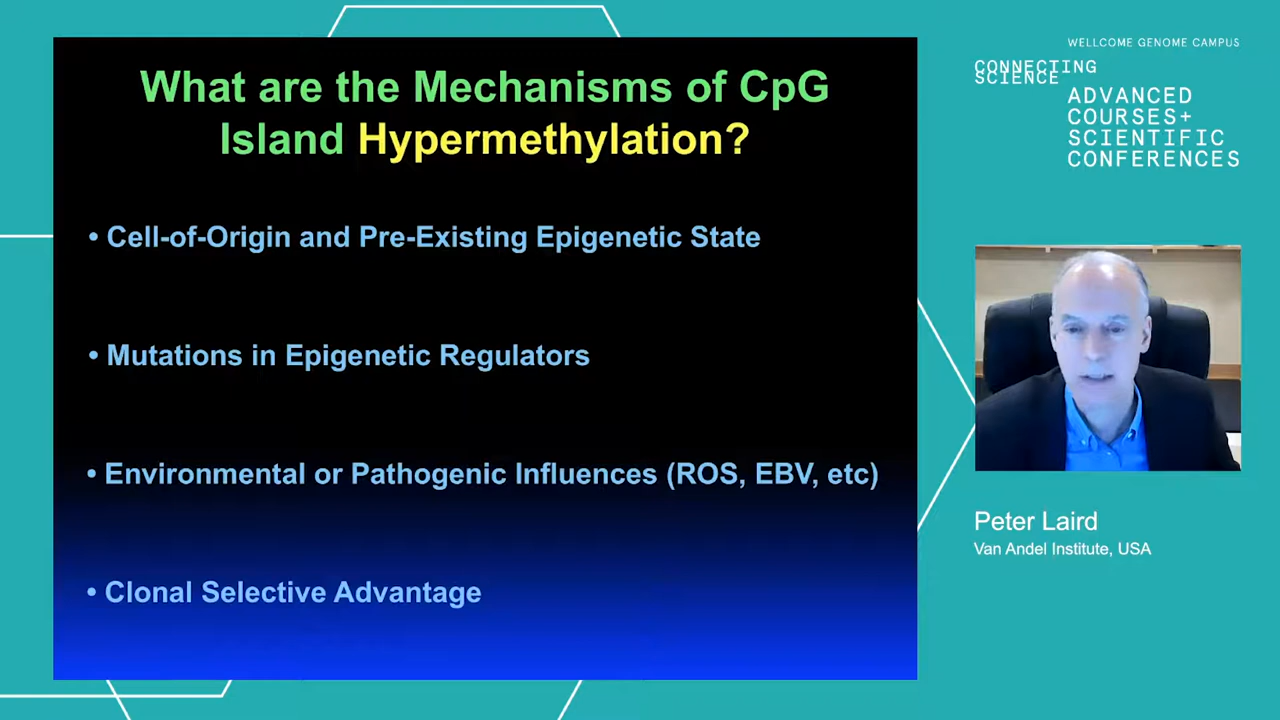 What are the Mechanisms of CpG
Island Hypermethylation?
• Cell-of-Origin and Pre-Existing Epigenetic State
• Mutations in Epigenetic Regulators
• Environmental or Pathogenic Influences (ROS, EBV, etc)
• Clonal Selective Advantage
WELLCOME GENOME CAMPUS
CONNECTING
SCIENCE
ADVANCED
COURSES+
SCIENTIFIC
CONFERENCES
Peter Laird
Van Andel Institute, USA